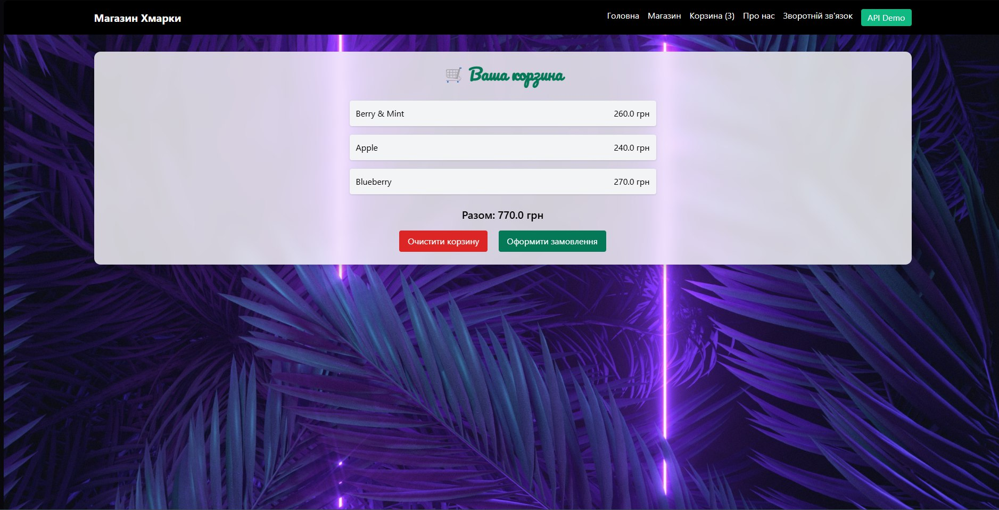 Магазин Хмарки
Головна Магазин Корзина (3) Про нас Зворотній зв'язок API Demo
Ваша корзина
Berry & Mint 260.0 грн
Apple 240.0 грн
Blueberry 270.0 грн
Разом: 770.0 грн
Очистити корзину Оформити замовлення